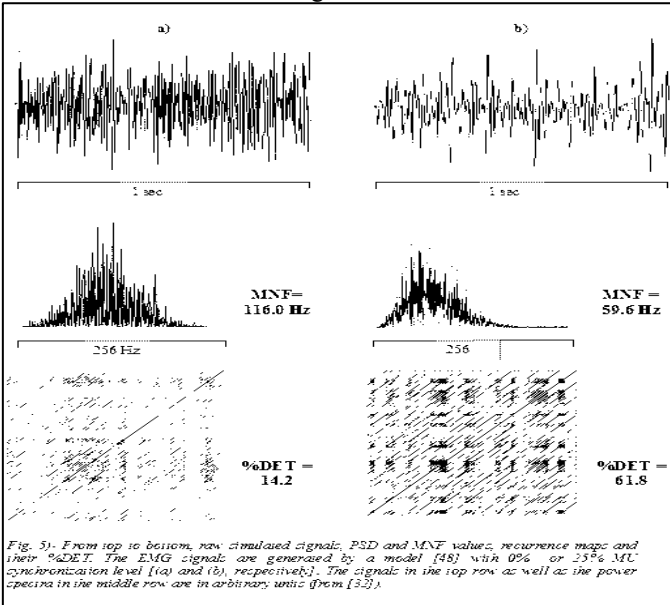 a) b)
1 sec 1 sec
MNF= MNF =
116.0 Hz 59.6 Hz
256 Hz 256
%DET = %DET =
14.2 61.8
Fig. 5)- From top to bottom, raw simulated signals, PSD and MNF values, recurrence maps and
their %DET. The EMG signals are generated by a model [48] with 0% or 35% MU
synchronization level [(a) and (b), respectively]. The signals in the top row as well as the power
spectra in the middle row are in arbitrary units (from [32]).